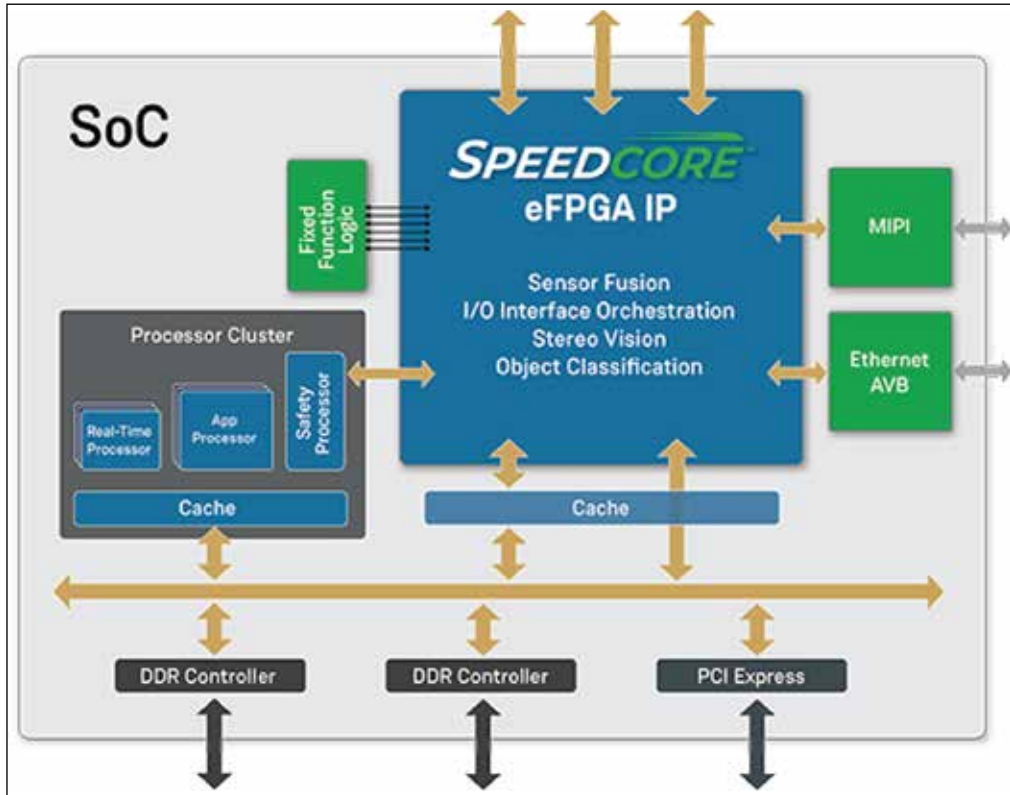 SoC
SPEEDCORE™
eFPGA IP
Sensor Fusion
I/O Interface Orchestration
Stereo Vision
Object Classification
Fixed
Function
Logic
MIPI
Ethernet
AVB
Processor Cluster
Real-Time
Processor
App
Processor
Safety
Processor
Cache
Cache
DDR Controller
DDR Controller
PCI Express